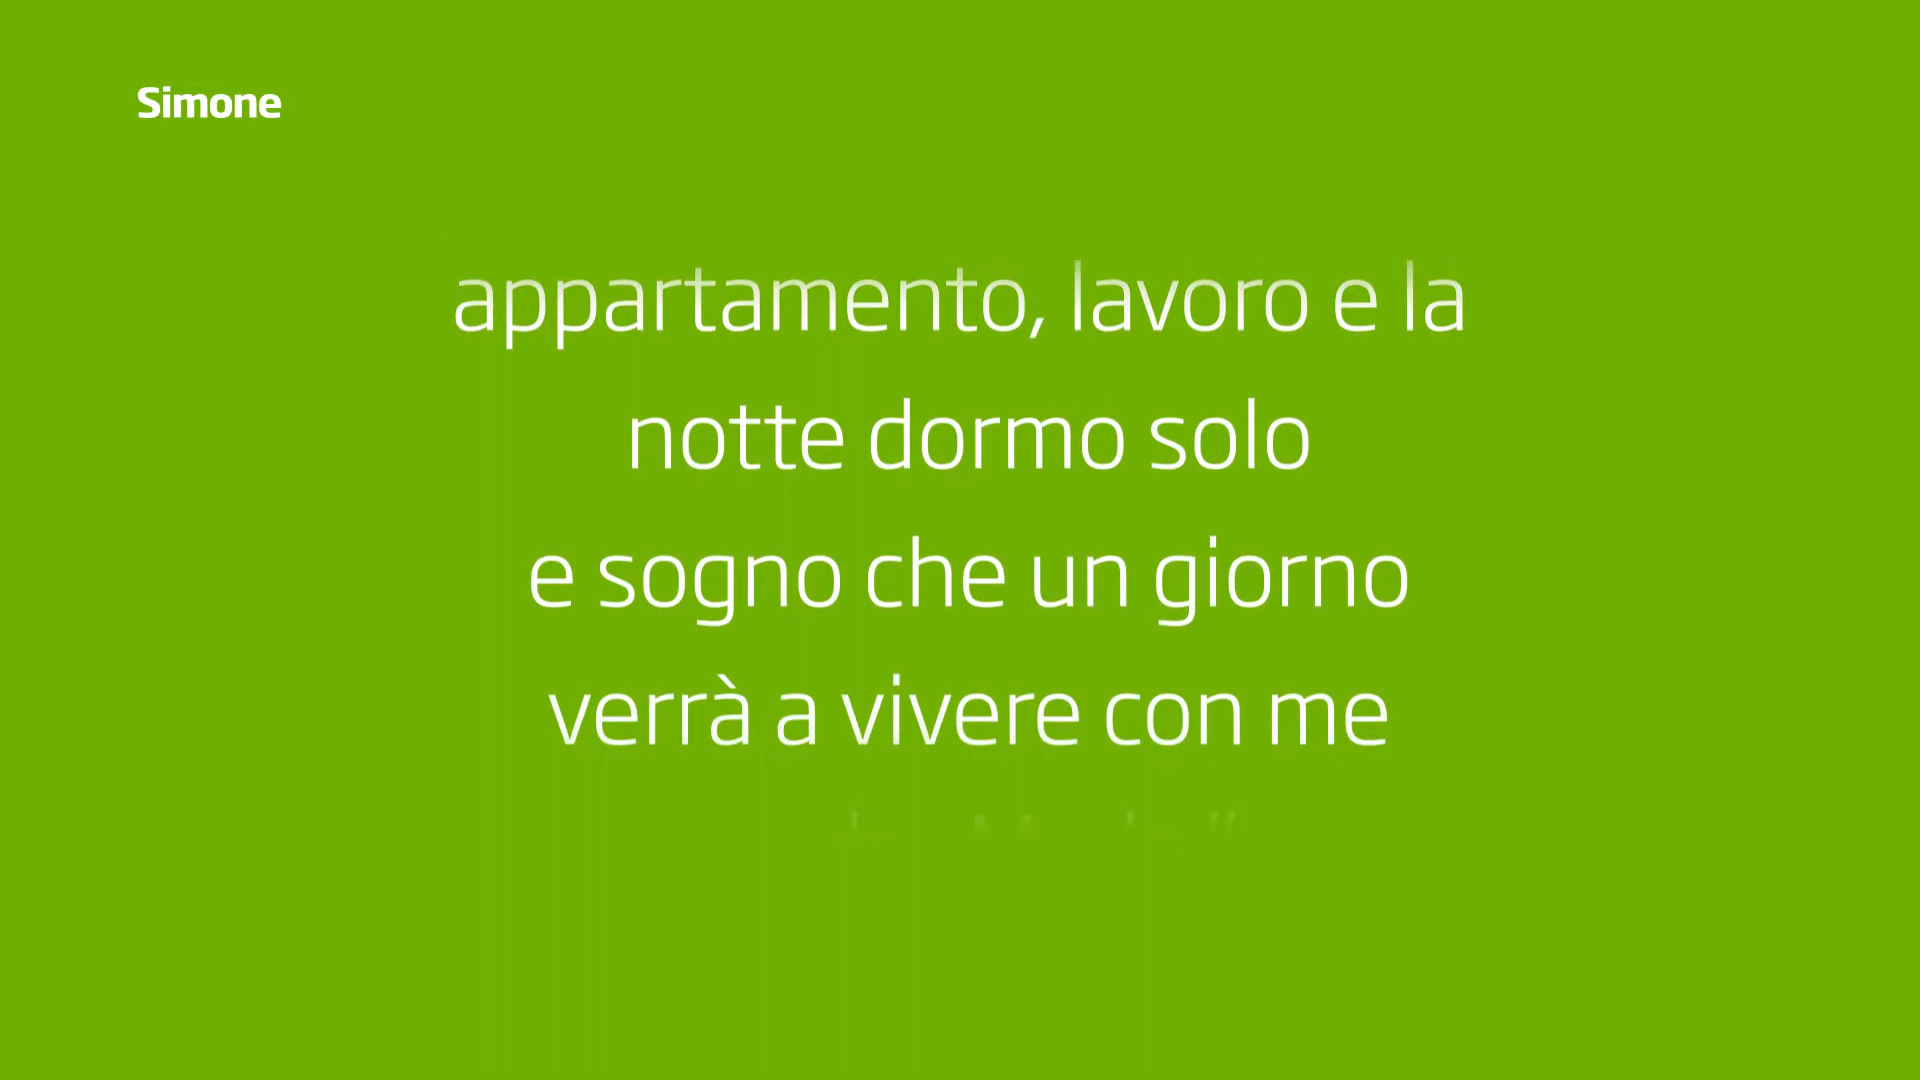 Simone
appartamento, lavoro e la
notte dormo solo
e sogno che un giorno
verrà a vivere con me